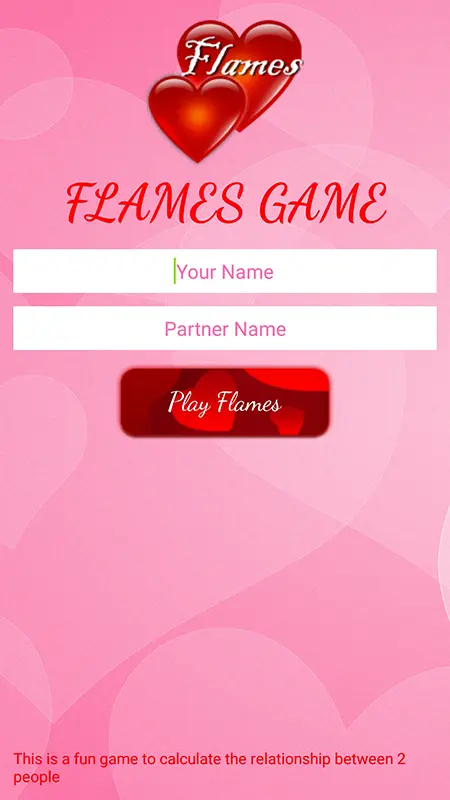 Flames
FLAMES GAME
Your Name
Partner Name
Play Flames
This is a fun game to calculate the relationship between 2
people